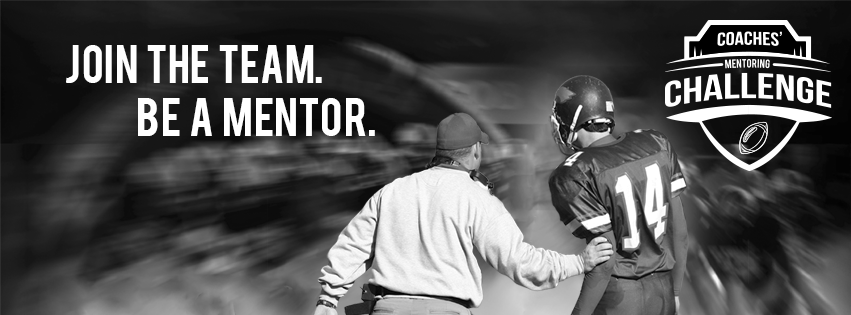 JOIN THE TEAM.
BE A MENTOR.
COACHES'
MENTORING
CHALLENGE
14